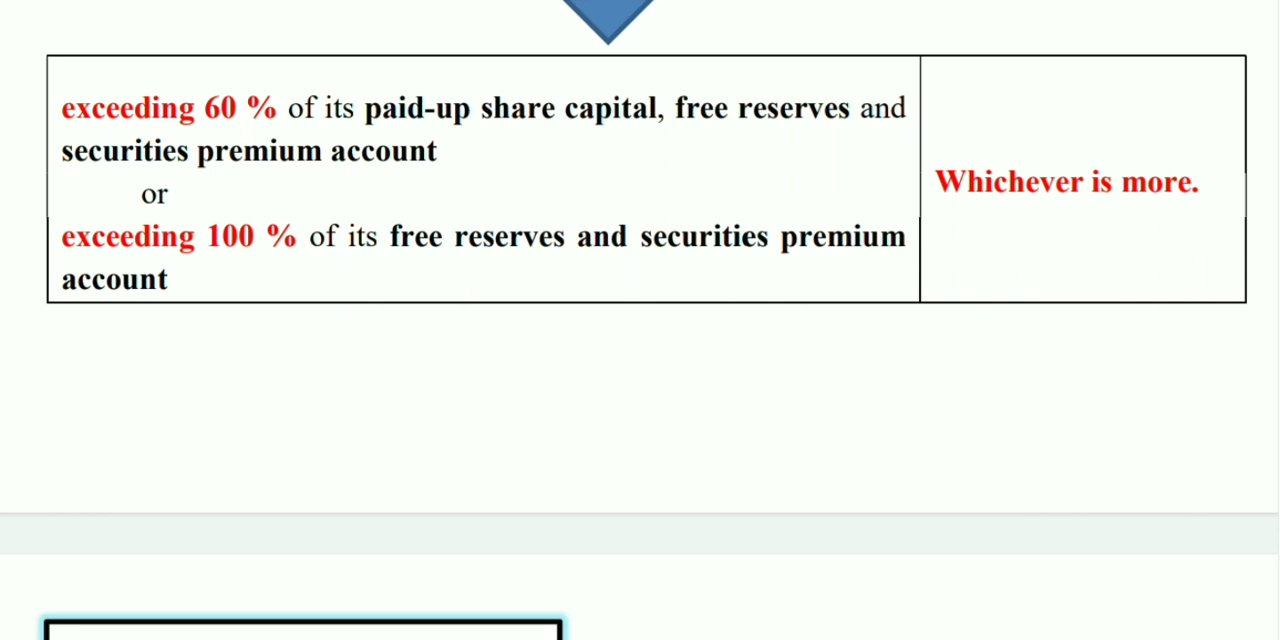 exceeding 60 % of its paid-up share capital, free reserves and
securities premium account
or
exceeding 100 % of its free reserves and securities premium
account
Whichever is more.